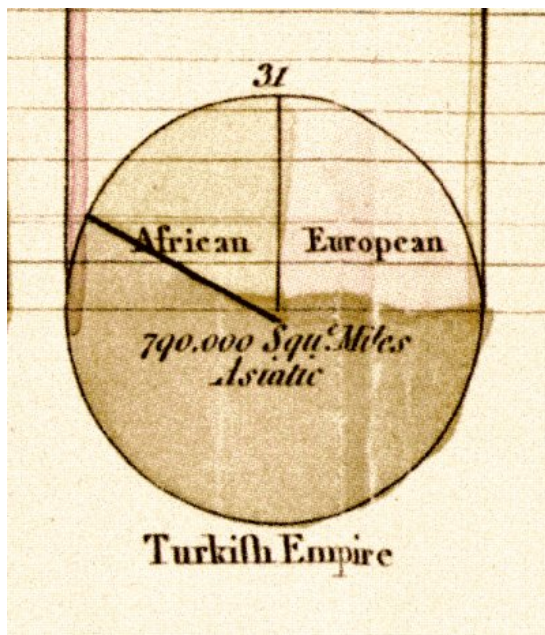 31
African European
790.000 Squ.ᵉ Miles
Asiatic
Turkiſh Empire